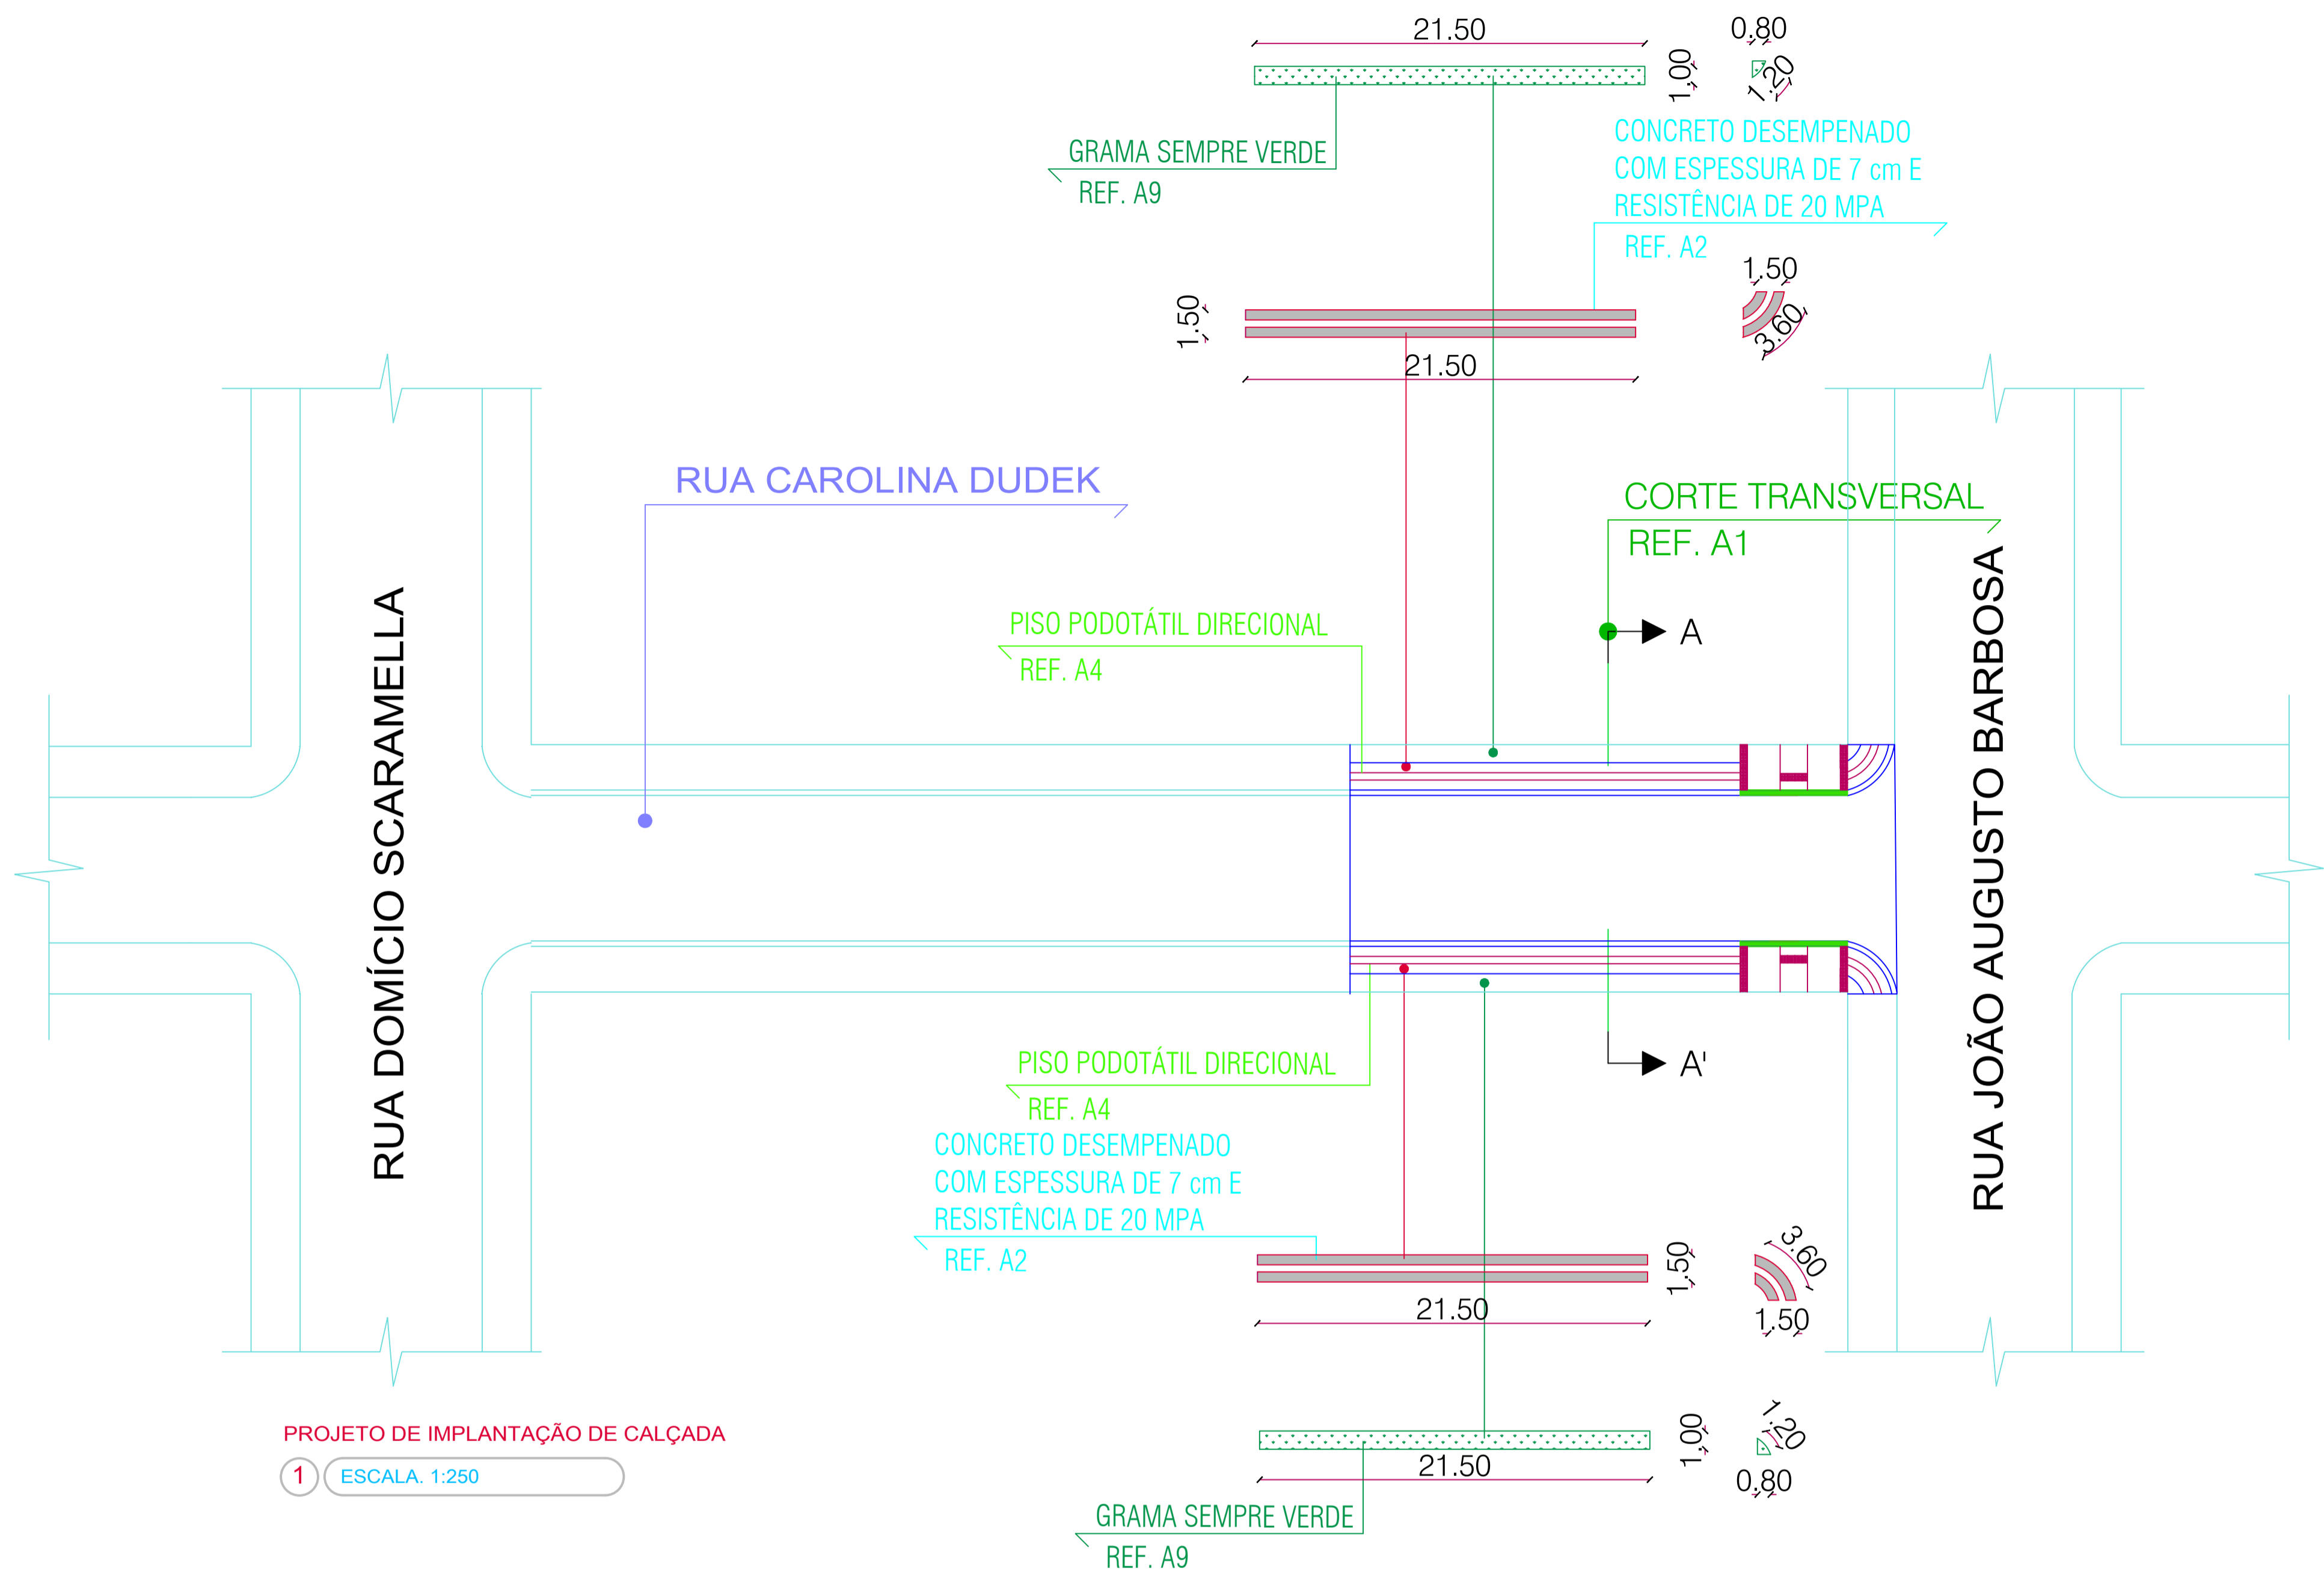 21.50
0.80
1.00
1.20
GRAMA SEMPRE VERDE
REF. A9
CONCRETO DESEMPENADO
COM ESPESSURA DE 7 cm E
RESISTÊNCIA DE 20 MPA
REF. A2
1.50
1.50
3.60
21.50
RUA CAROLINA DUDEK
CORTE TRANSVERSAL
REF. A1
PISO PODOTÁTIL DIRECIONAL
REF. A4
A
RUA DOMÍCIO SCARAMELLA
RUA JOÃO AUGUSTO BARBOSA
PISO PODOTÁTIL DIRECIONAL
REF. A4
A'
CONCRETO DESEMPENADO
COM ESPESSURA DE 7 cm E
RESISTÊNCIA DE 20 MPA
REF. A2
1.50
3.60
21.50
1.50
PROJETO DE IMPLANTAÇÃO DE CALÇADA
1
ESCALA. 1:250
1.00
1.20
21.50
0.80
GRAMA SEMPRE VERDE
REF. A9